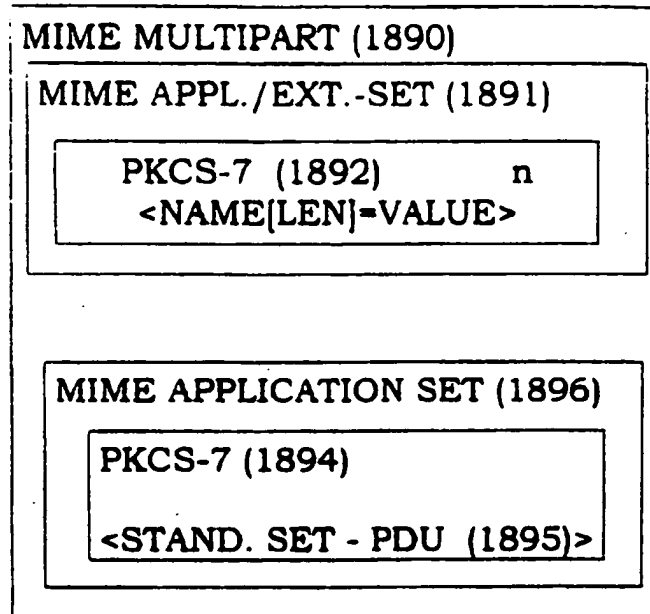 MIME MULTIPART (1890)
MIME APPL./EXT.-SET (1891)
PKCS-7 (1892) n
<NAME[LEN]=VALUE>
MIME APPLICATION SET (1896)
PKCS-7 (1894)
<STAND. SET - PDU (1895)>